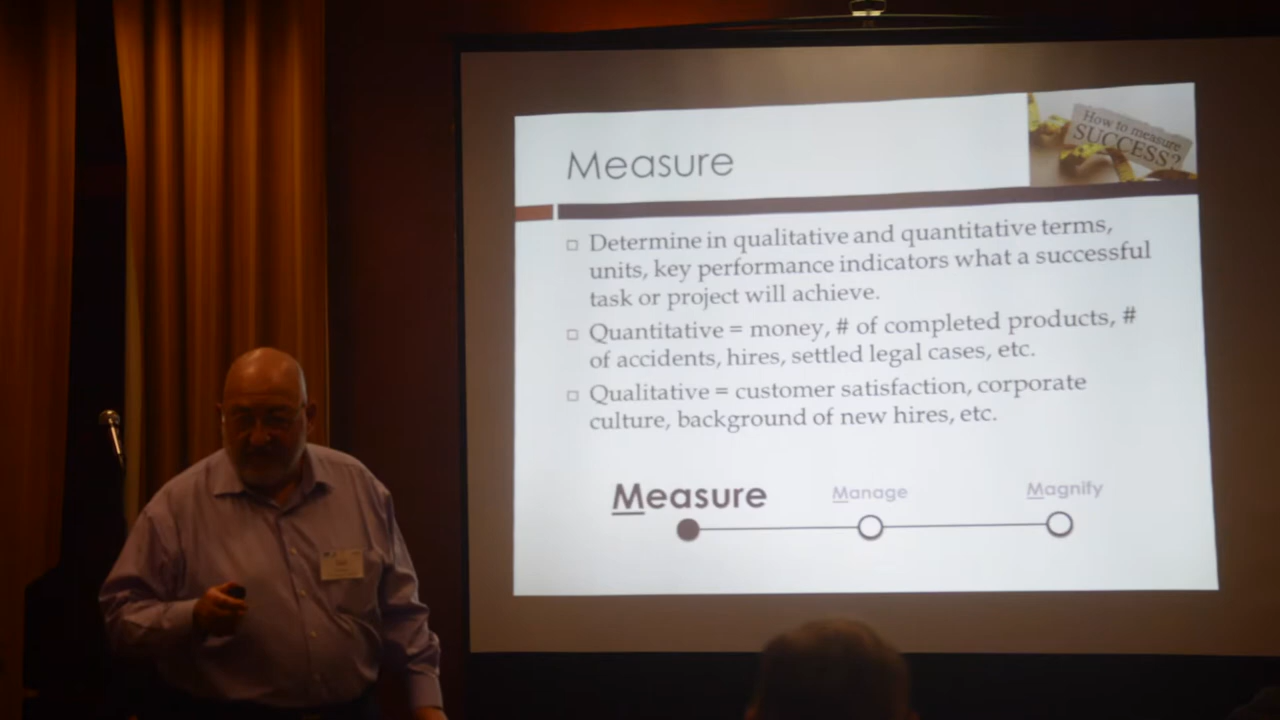 How to measure
SUCCESS?
Measure
Determine in qualitative and quantitative terms,
units, key performance indicators what a successful
task or project will achieve.
Quantitative = money, # of completed products, #
of accidents, hires, settled legal cases, etc.
Qualitative = customer satisfaction, corporate
culture, background of new hires, etc.
Measure Manage Magnify